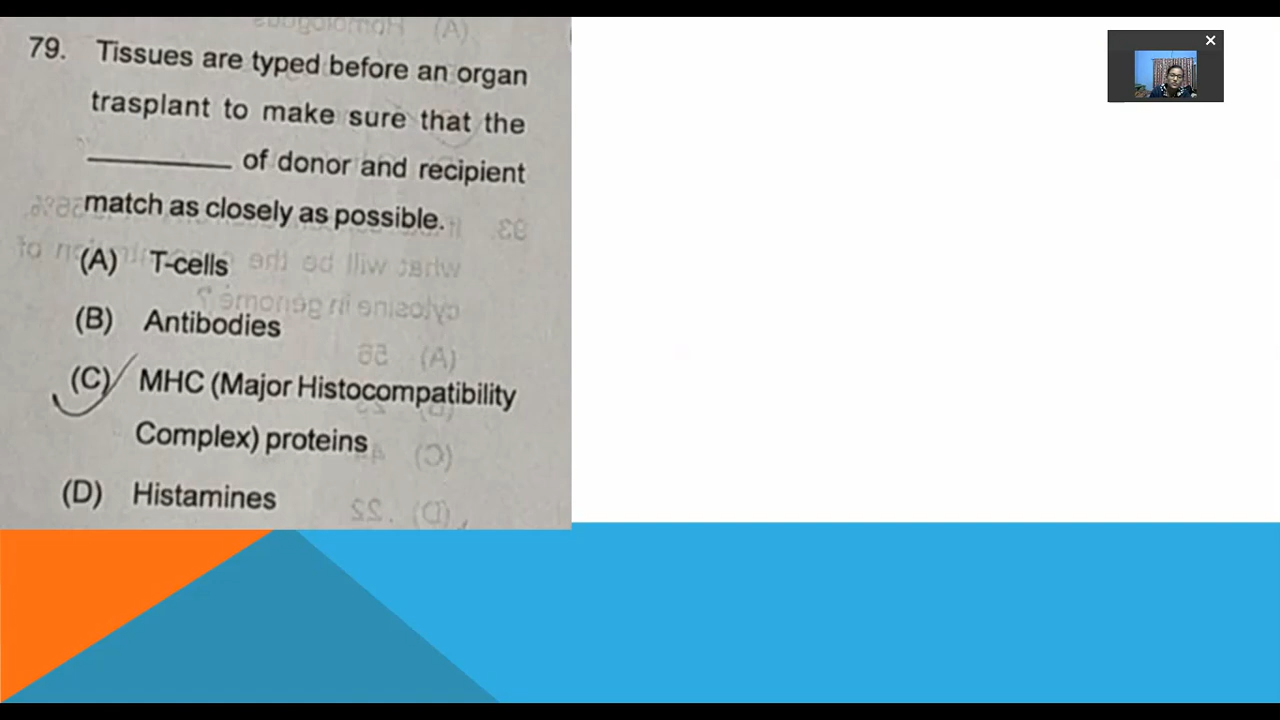 79. Tissues are typed before an organ
trasplant to make sure that the
__________ of donor and recipient
match as closely as possible.
(A) T-cells
(B) Antibodies
(C) MHC (Major Histocompatibility
Complex) proteins
(D) Histamines